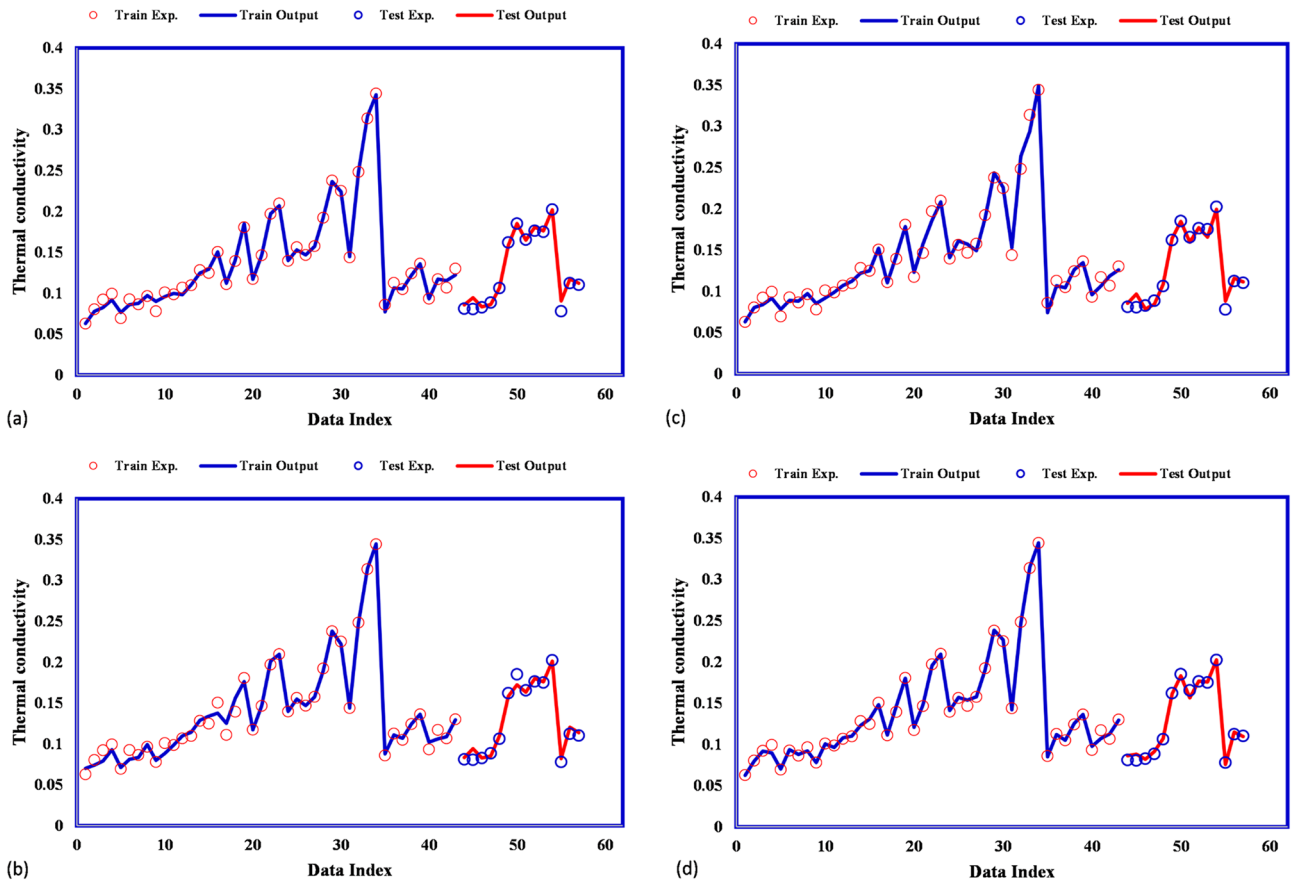 Train Exp. Train Output Test Exp. Test Output
0.4
0.35
0.3
0.25
0.2
0.15
0.1
0.05
0
Thermal conductivity
0 10 20 30 40 50 60
Data Index
(a)
Train Exp. Train Output Test Exp. Test Output
0.4
0.35
0.3
0.25
0.2
0.15
0.1
0.05
0
Thermal conductivity
0 10 20 30 40 50 60
Data Index
(c)
Train Exp. Train Output Test Exp. Test Output
0.4
0.35
0.3
0.25
0.2
0.15
0.1
0.05
0
Thermal conductivity
0 10 20 30 40 50 60
Data Index
(b)
Train Exp. Train Output Test Exp. Test Output
0.4
0.35
0.3
0.25
0.2
0.15
0.1
0.05
0
Thermal conductivity
0 10 20 30 40 50 60
Data Index
(d)